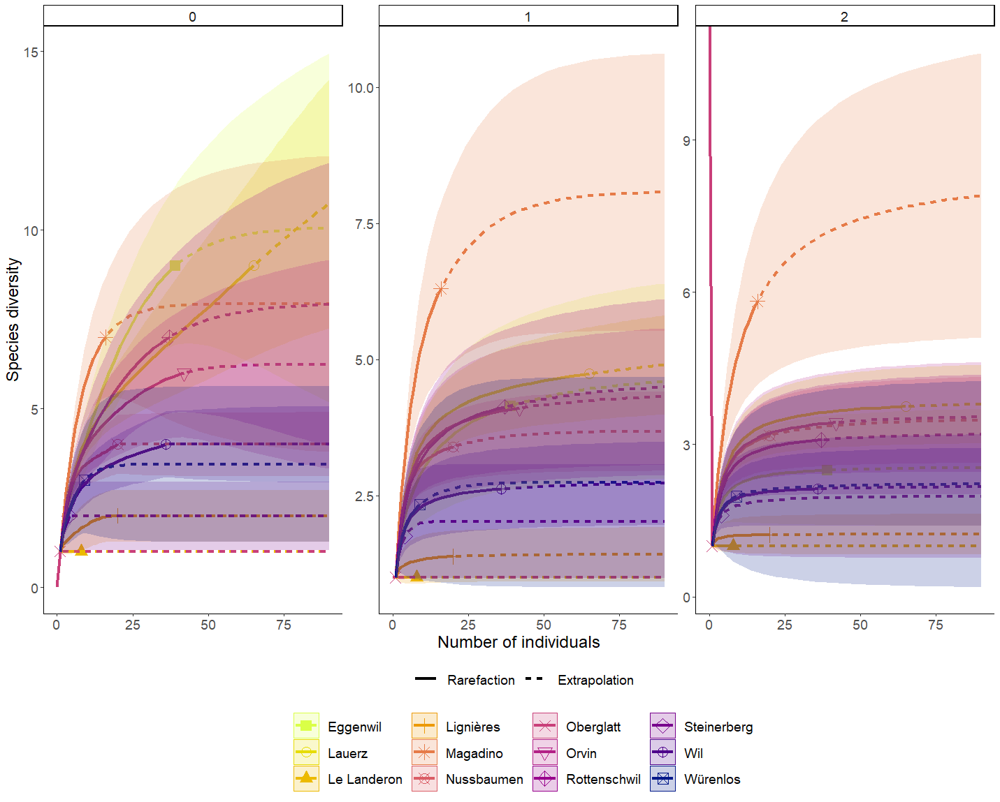 0 1 2
Species diversity
15
10
5
0
10.0
7.5
5.0
2.5
9
6
3
0
0 25 50 75 0 25 50 75 0 25 50 75
Number of individuals
Rarefaction Extrapolation
Eggenwil Lignières Oberglatt Steinerberg
Lauerz Magadino Orvin Wil
Le Landeron Nussbaumen Rottenschwil Würenlos